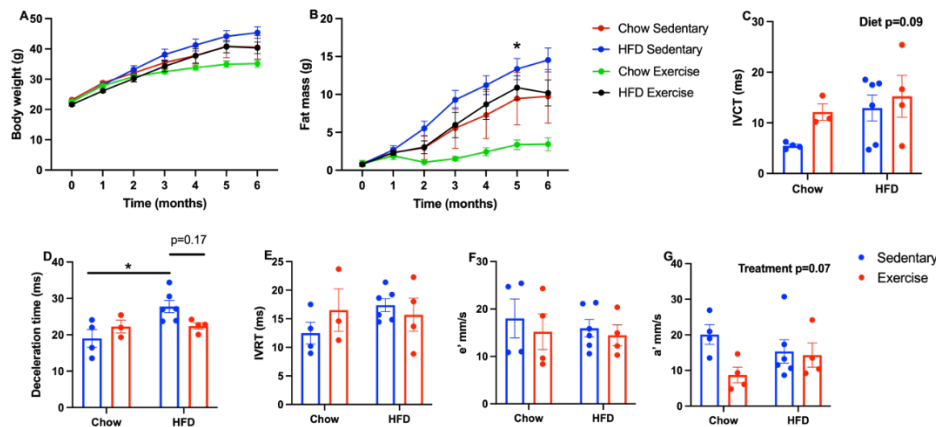 A
Body weight (g)
50
40
30
20
10
0
0 1 2 3 4 5 6
Time (months)
B
Fat mass (g)
20
15
10
5
0
*
0 1 2 3 4 5 6
Time (months)
Chow Sedentary
HFD Sedentary
Chow Exercise
HFD Exercise
C
Diet p=0.09
IVCT (ms)
30
20
10
0
Chow HFD
D
p=0.17
*
Deceleration time (ms)
40
30
20
10
0
Chow HFD
E
IVRT (ms)
30
20
10
0
Chow HFD
F
e' mm/s
30
20
10
0
Chow HFD
G
Treatment p=0.07
a' mm/s
40
30
20
10
0
Chow HFD
Sedentary
Exercise